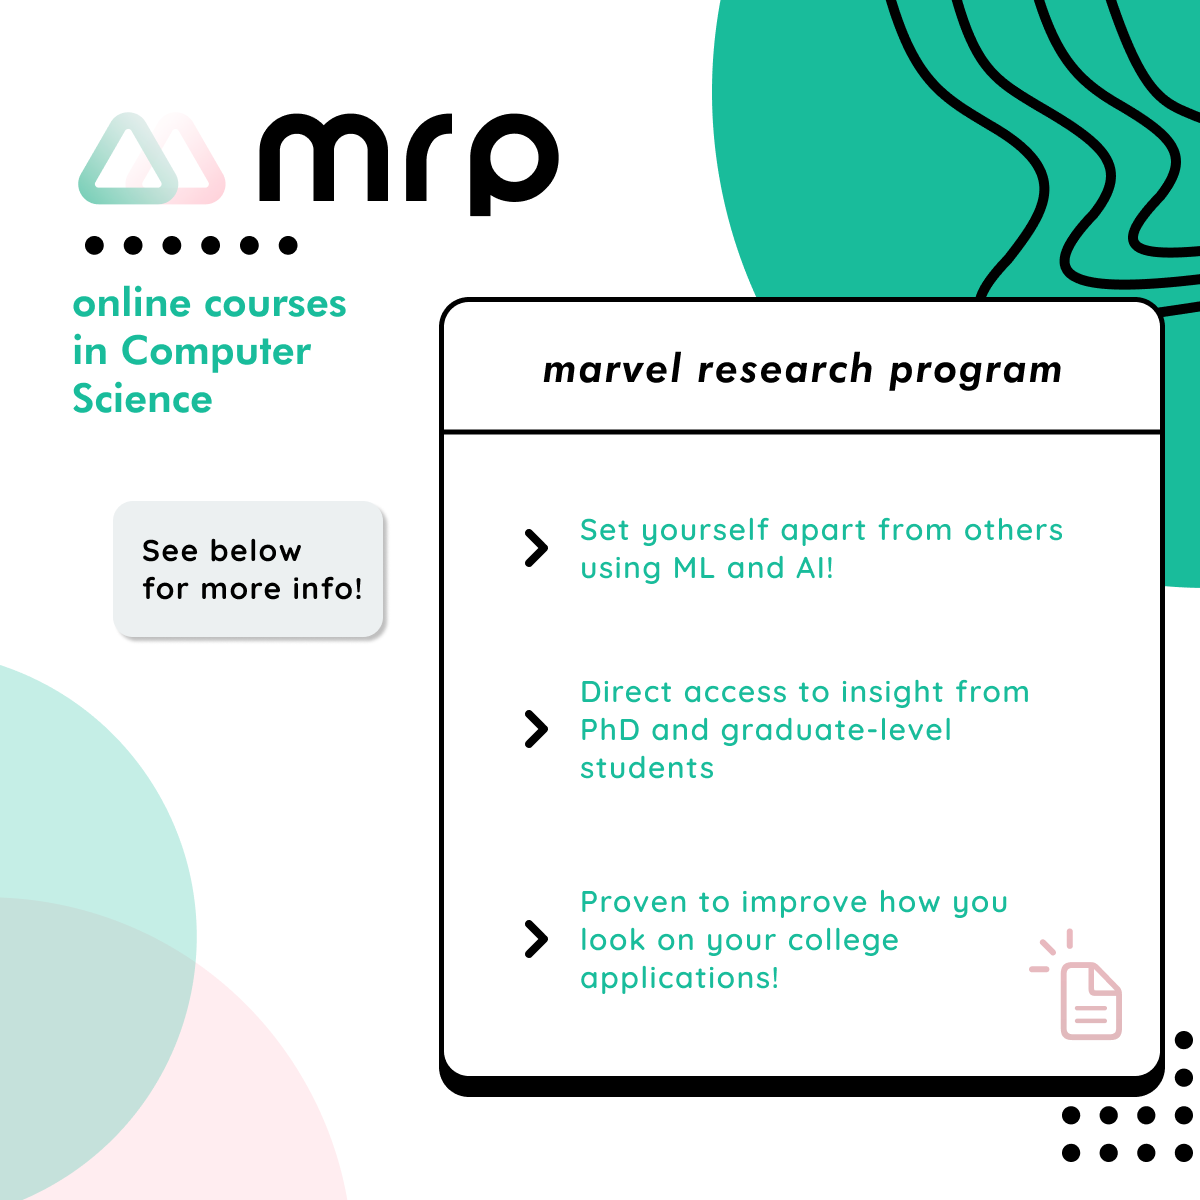 mrp
online courses
in Computer
Science
See below
for more info!
marvel research program
Set yourself apart from others
using ML and AI!
Direct access to insight from
PhD and graduate-level
students
Proven to improve how you
look on your college
applications!